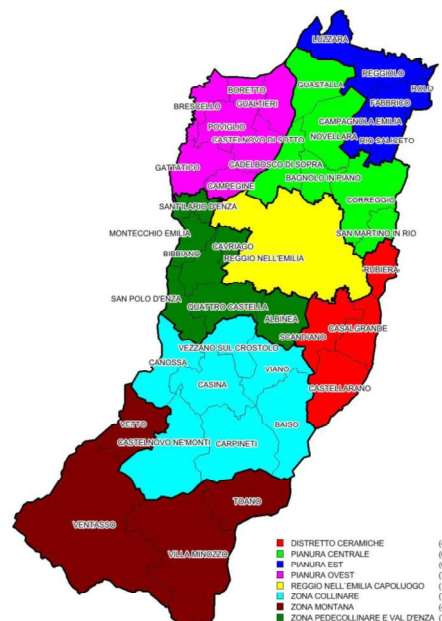 LUZZARA
REGGIOLO
ROLO
GUASTALLA
FABBRICO
BORETTO
BRESCELLO
GUALTIERI
CAMPAGNOLA EMILIA
POVIGLIO
NOVELLARA
RIO SALICETO
CASTELNOVO DI SOTTO
GATTATICO
CADELBOSCO DI SOPRA
BAGNOLO IN PIANO
CAMPEGINE
CORREGGIO
SANT'ILARIO D'ENZA
MONTECCHIO EMILIA
SAN MARTINO IN RIO
CAVRIAGO
BIBBIANO
REGGIO NELL'EMILIA
RUBIERA
SAN POLO D'ENZA
QUATTRO CASTELLA
ALBINEA
CASALGRANDE
SCANDIANO
VEZZANO SUL CROSTOLO
CANOSSA
VIANO
CASINA
CASTELLARANO
VETTO
BAISO
CASTELNOVO NE'MONTI
CARPINETI
TOANO
VENTASSO
VILLA MINOZZO
DISTRETTO CERAMICHE
PIANURA CENTRALE
PIANURA EST
PIANURA OVEST
REGGIO NELL'EMILIA CAPOLUOGO
ZONA COLLINARE
ZONA MONTANA
ZONA PEDECOLLINARE E VAL D'ENZA